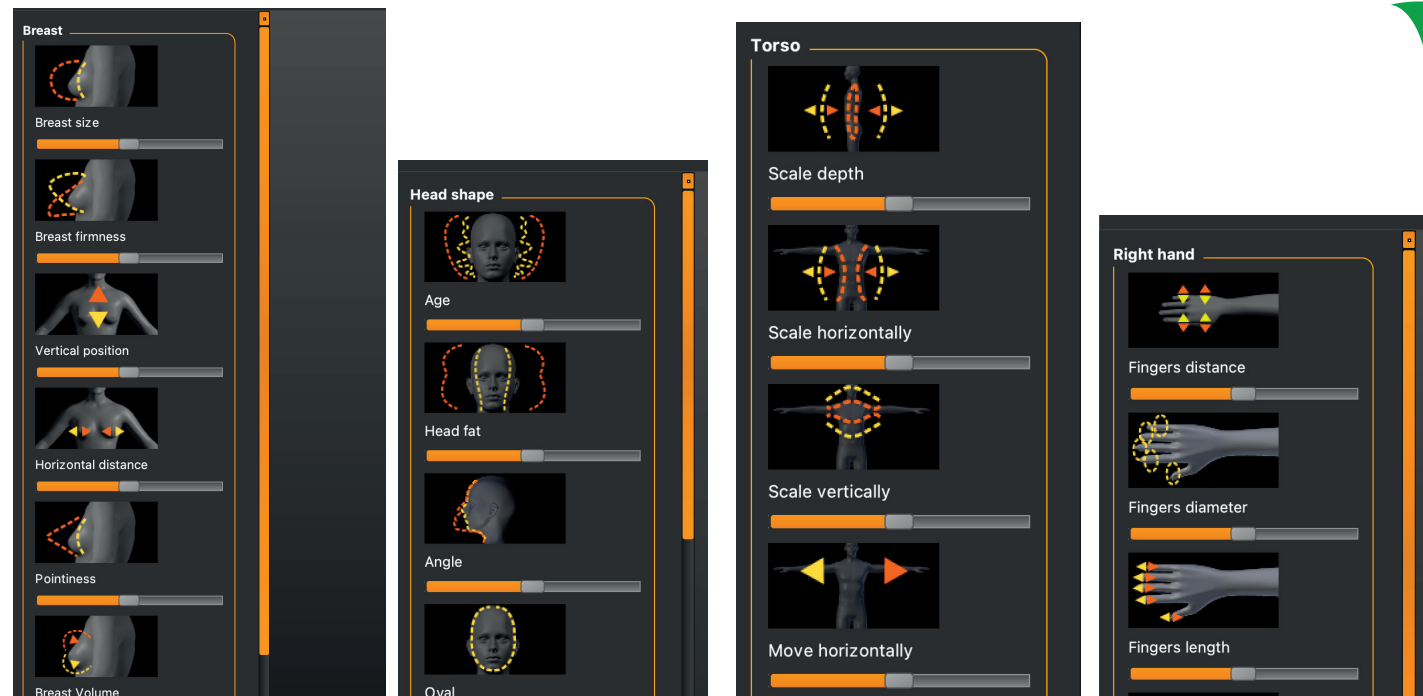 Breast
Breast size
Breast firmness
Vertical position
Horizontal distance
Pointiness
Breast Volume
Head shape
Age
Head fat
Angle
Oval
Torso
Scale depth
Scale horizontally
Scale vertically
Move horizontally
Right hand
Fingers distance
Fingers diameter
Fingers length